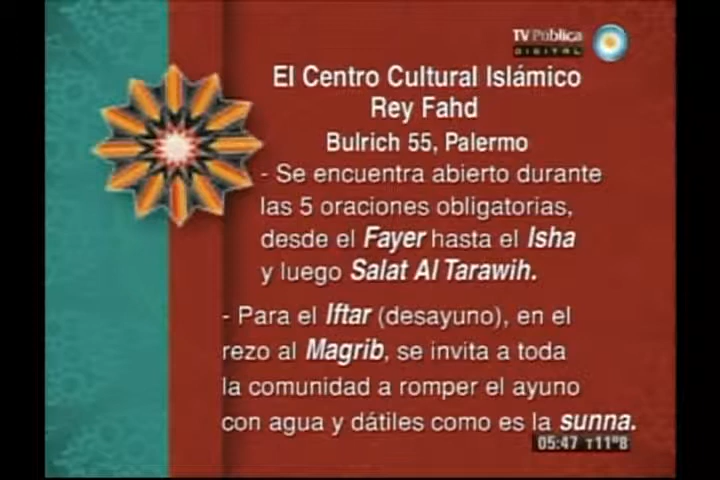 TV Pública
DIGITAL
El Centro Cultural Islámico
Rey Fahd
Bulrich 55, Palermo
- Se encuentra abierto durante
las 5 oraciones obligatorias,
desde el Fayer hasta el Isha
y luego Salat Al Tarawih.
- Para el Iftar (desayuno), en el
rezo al Magrib, se invita a toda
la comunidad a romper el ayuno
con agua y dátiles como es la sunna.
05:47 T11º8